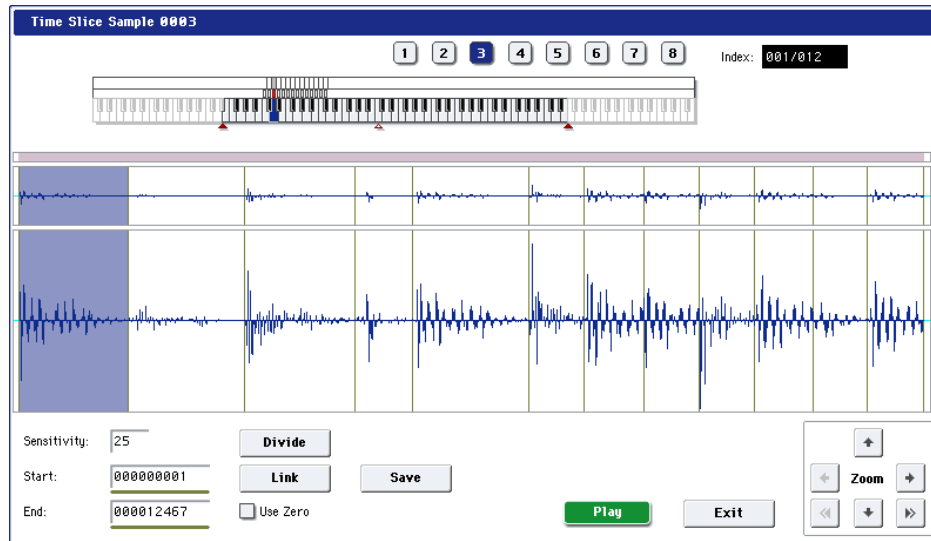 Time Slice Sample 0003
1 2 3 4 5 6 7 8 Index: 001/012
Sensitivity: 25 Divide
Start: 000000001 Link Save Zoom
End: 000012467 Use Zero Play Exit